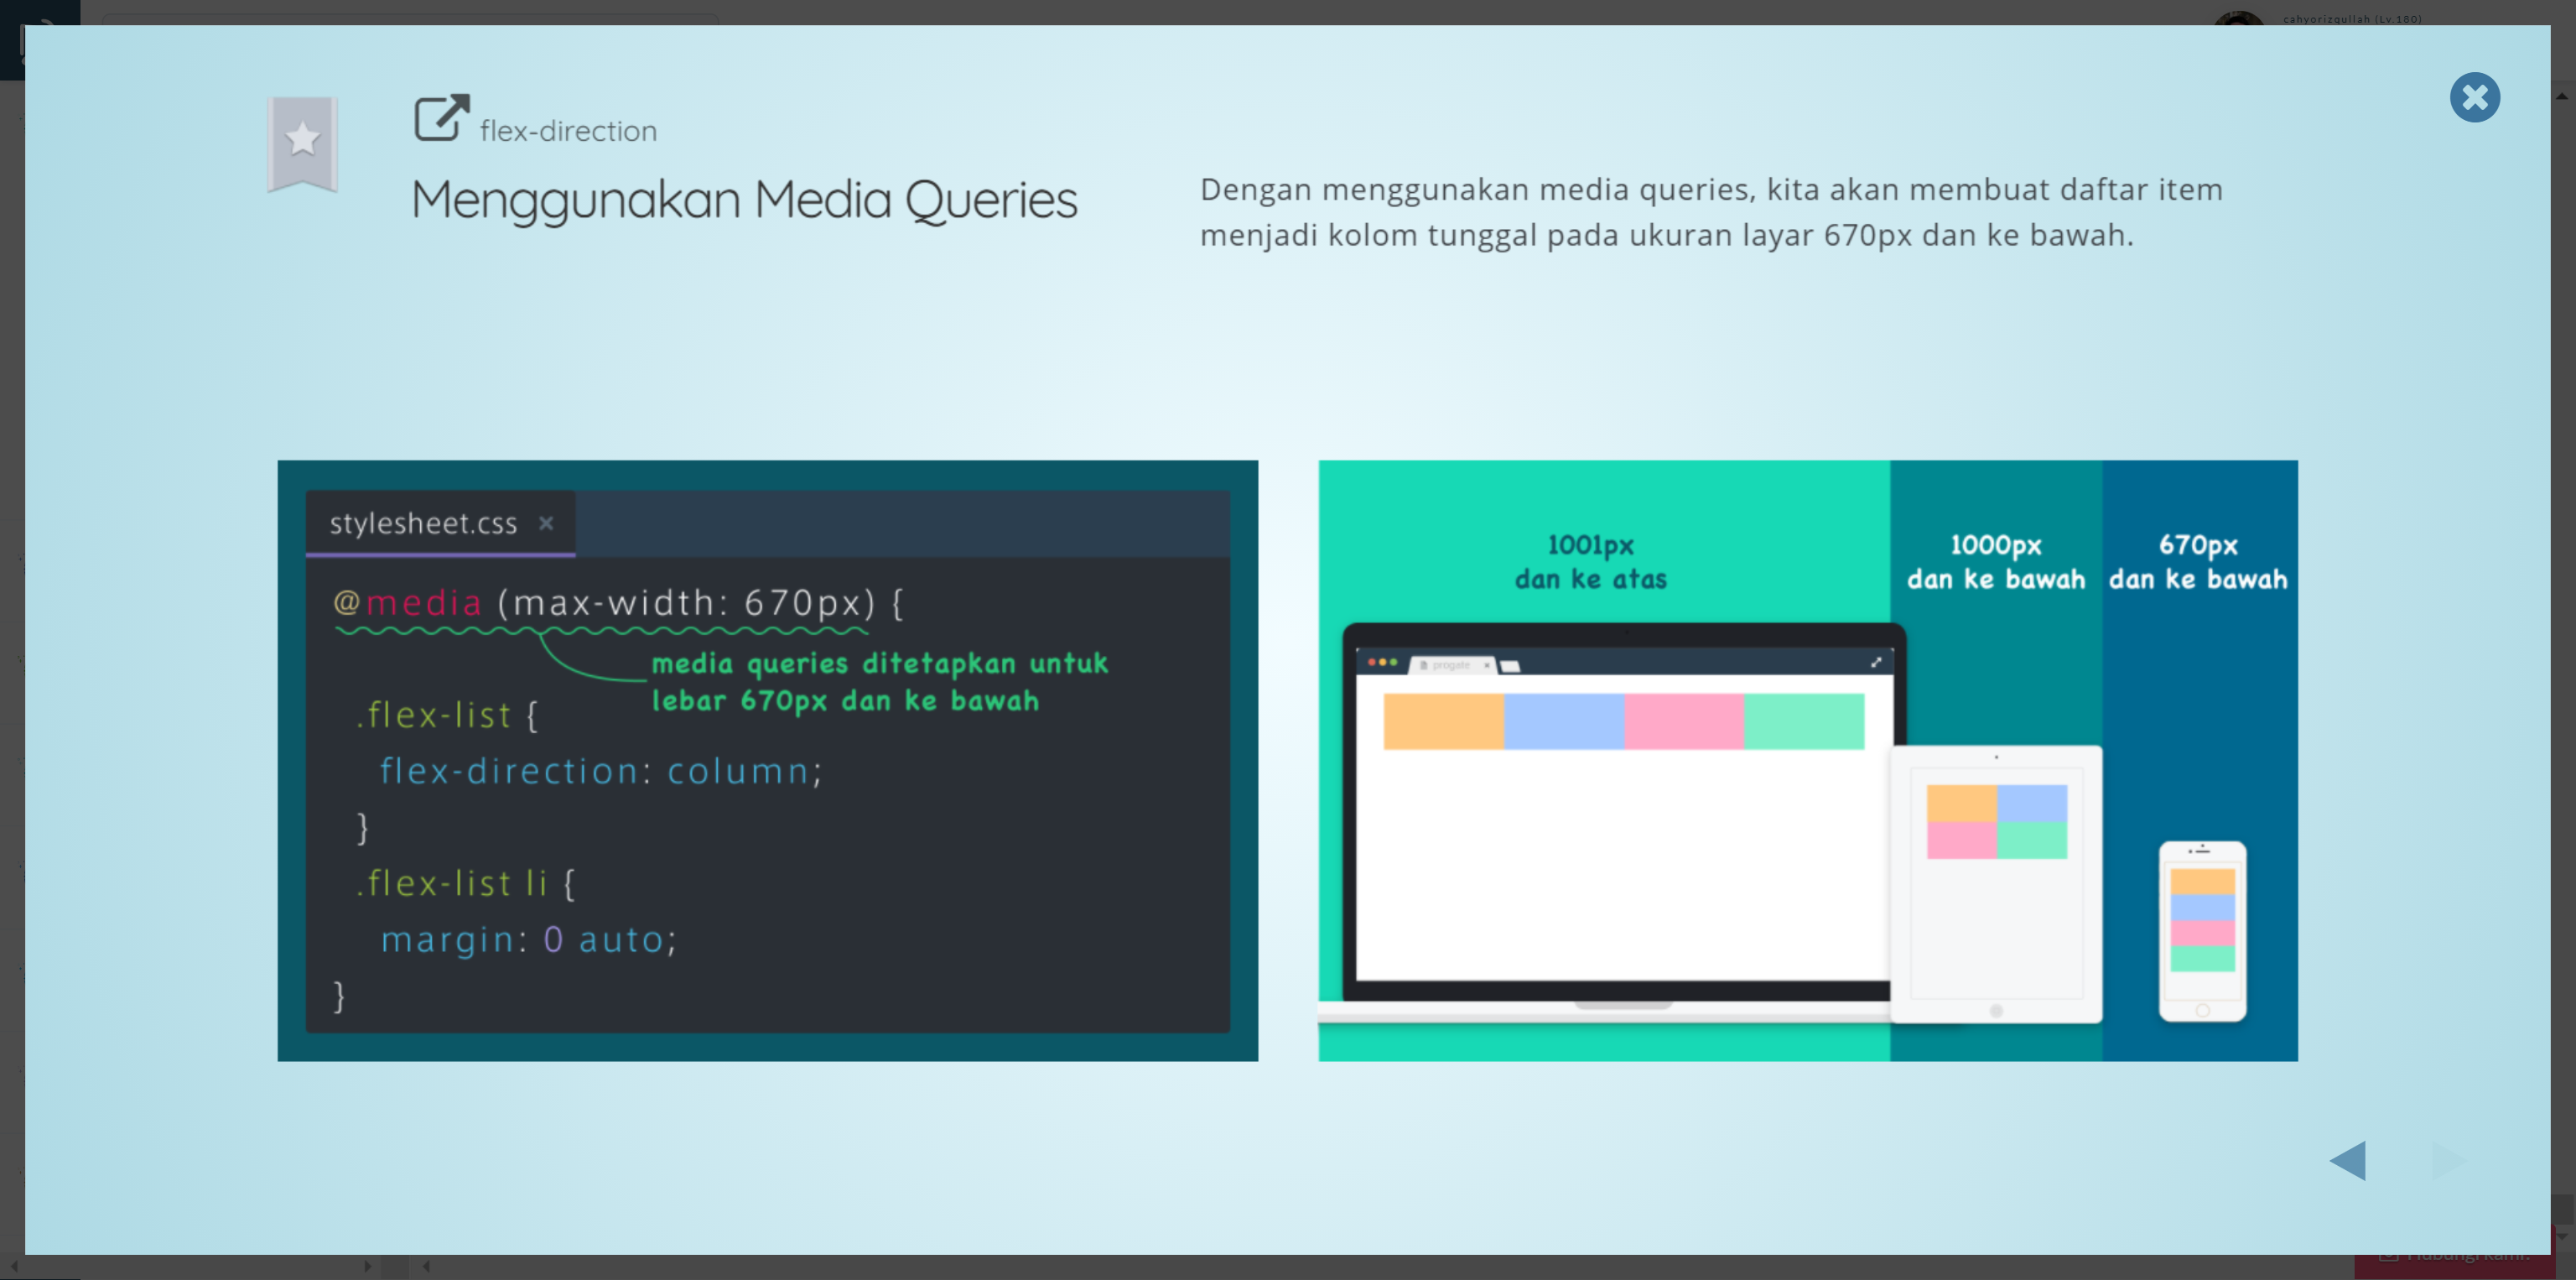 cahyorizqullah (Lv.180)
flex-direction
Menggunakan Media Queries
Dengan menggunakan media queries, kita akan membuat daftar item
menjadi kolom tunggal pada ukuran layar 670px dan ke bawah.
stylesheet.css ×
@media (max-width: 670px) {
media queries ditetapkan untuk
lebar 670px dan ke bawah
.flex-list {
flex-direction: column;
}
.flex-list li {
margin: 0 auto;
}
1001px
dan ke atas
1000px
dan ke bawah
670px
dan ke bawah
progate ×
Hubungi kami!